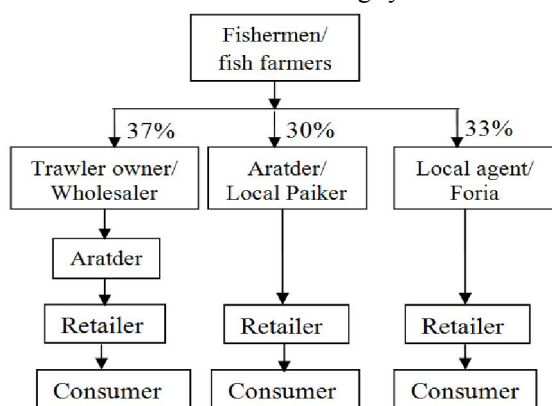 Fishermen/
fish farmers
37%
30%
33%
Trawler owner/
Wholesaler
Aratder/
Local Paiker
Local agent/
Foria
Aratder
Retailer
Retailer
Retailer
Consumer
Consumer
Consumer